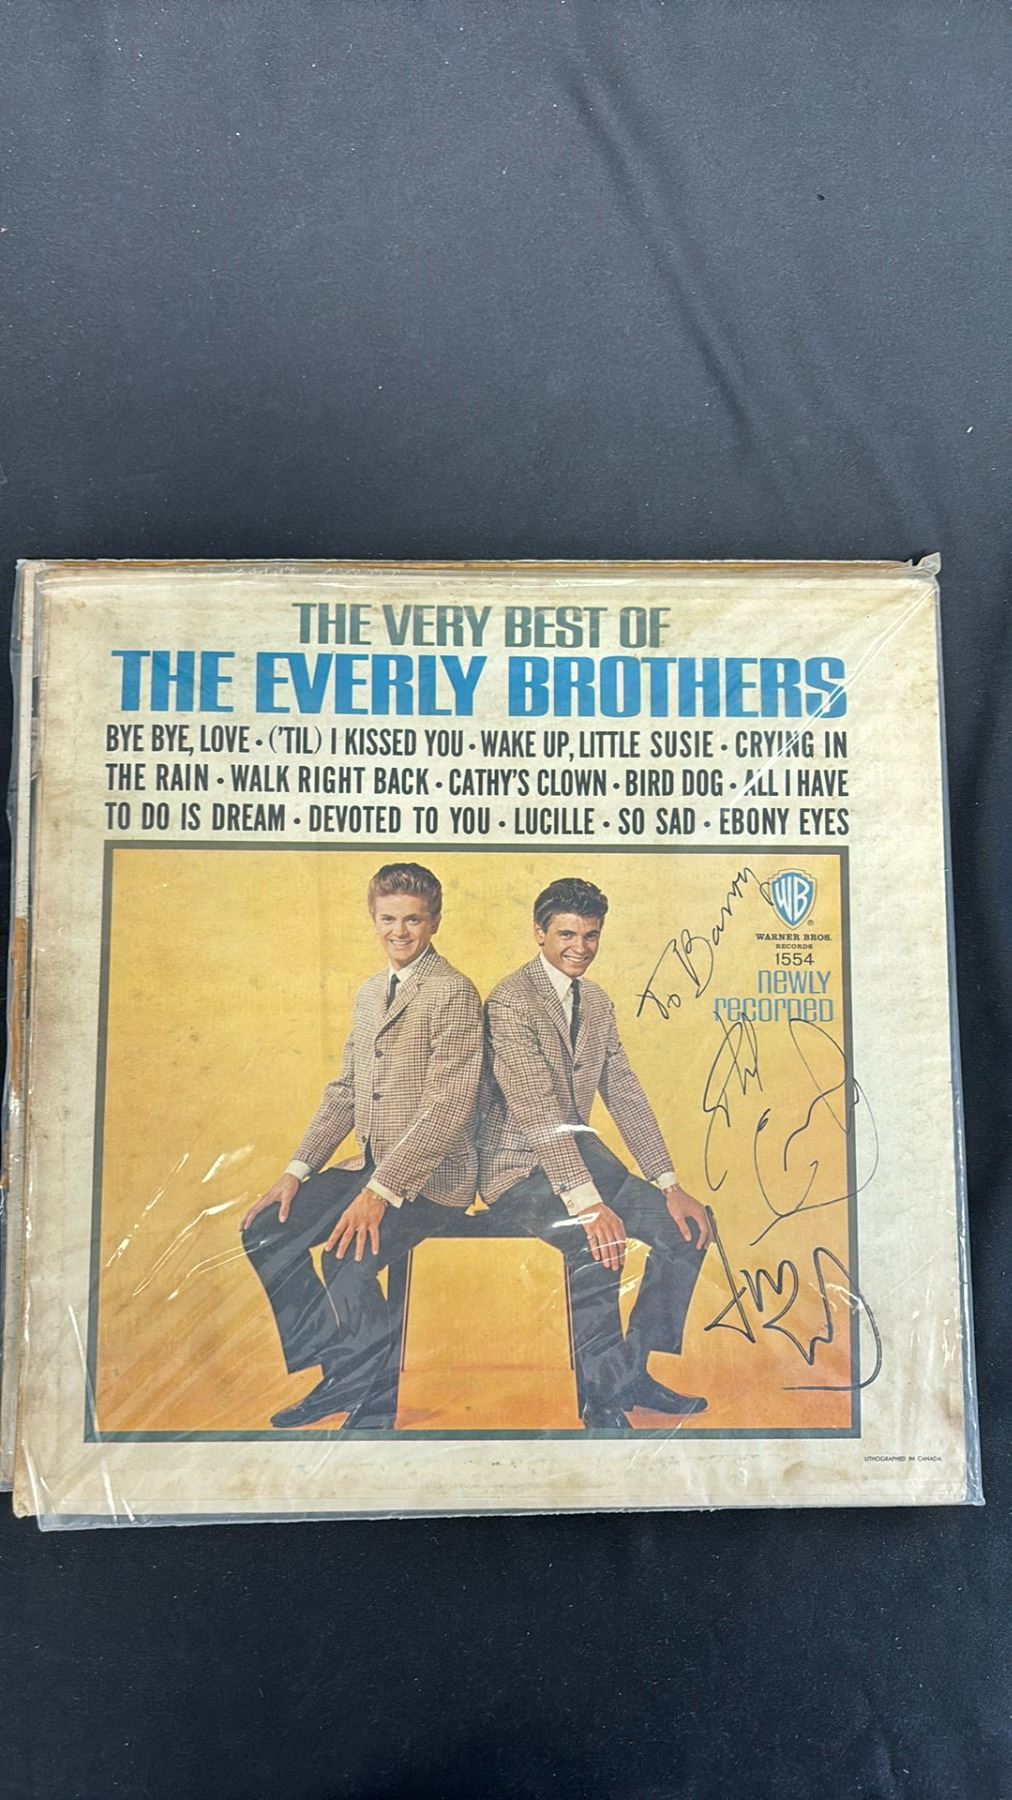 THE VERY BEST OF
THE EVERLY BROTHERS
BYE BYE, LOVE • ('TIL) I KISSED YOU • WAKE UP, LITTLE SUSIE • CRYING IN
THE RAIN • WALK RIGHT BACK • CATHY'S CLOWN • BIRD DOG • ALL I HAVE
TO DO IS DREAM • DEVOTED TO YOU • LUCILLE • SO SAD • EBONY EYES
To Barry
WB
®
WARNER BROS.
RECORDS
1554
newly
recorded
Phil
LITHOGRAPHED IN CANADA